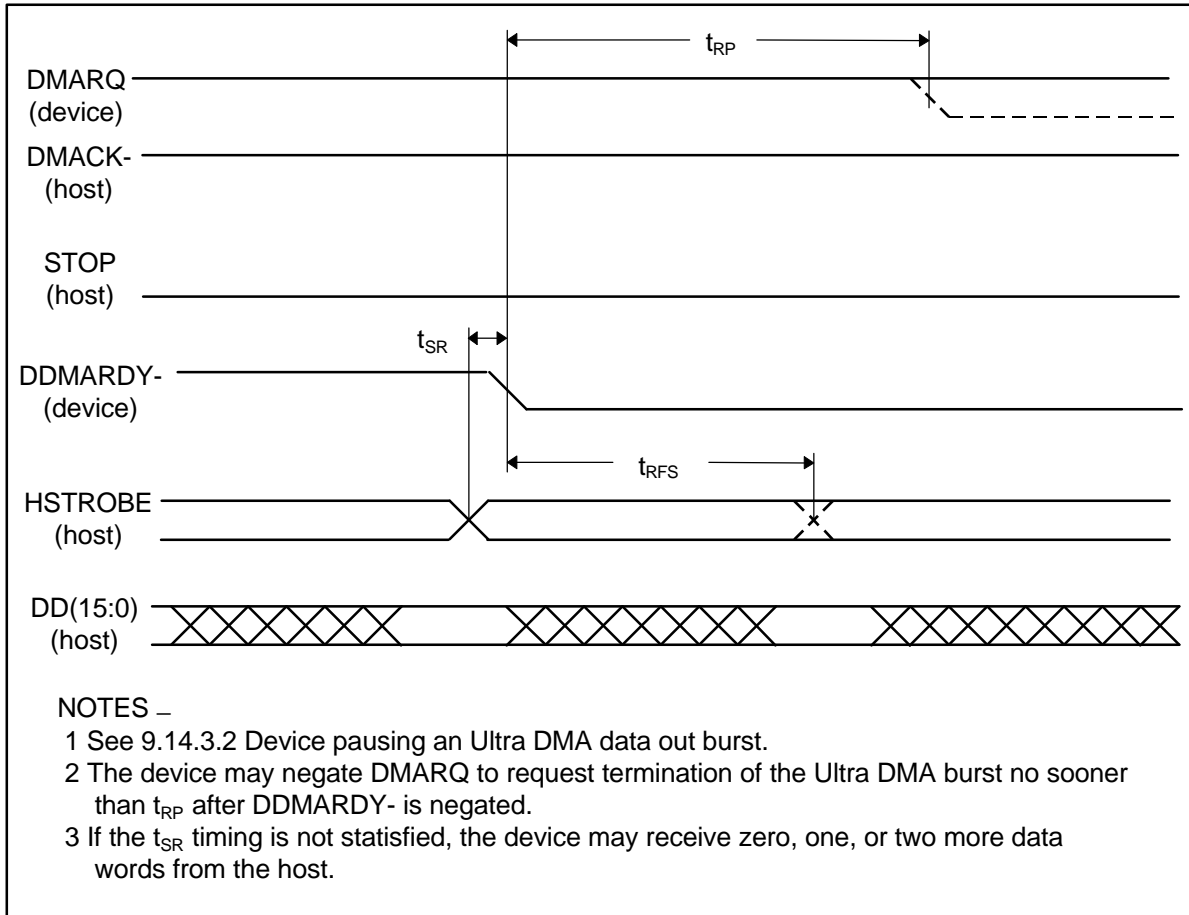 tRP
DMARQ
(device)
DMACK-
(host)
STOP
(host)
tSR
DDMARDY-
(device)
tRFS
HSTROBE
(host)
DD(15:0)
(host)
NOTES –
1 See 9.14.3.2 Device pausing an Ultra DMA data out burst.
2 The device may negate DMARQ to request termination of the Ultra DMA burst no sooner
than tRP after DDMARDY- is negated.
3 If the tSR timing is not statisfied, the device may receive zero, one, or two more data
words from the host.